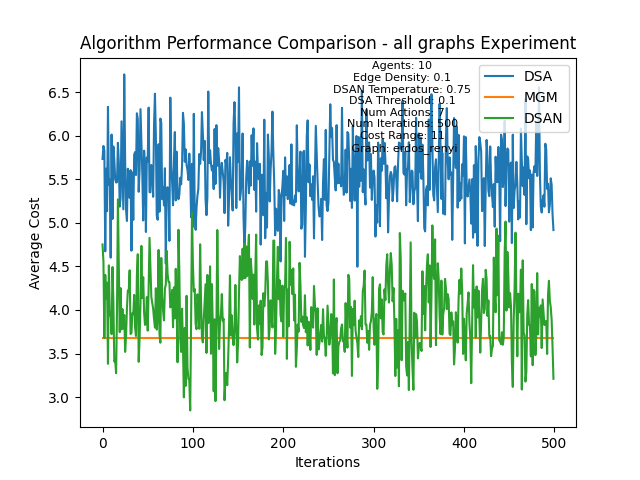 Algorithm Performance Comparison - all graphs Experiment
Agents: 10
Edge Density: 0.1
DSAN Temperature: 0.75
DSA Threshold: 0.1
Num Actions: 7
Num Iterations: 500
Cost Range: 11
Graph: erdos_renyi
DSA
MGM
DSAN
Average Cost
6.5
6.0
5.5
5.0
4.5
4.0
3.5
3.0
0 100 200 300 400 500
Iterations